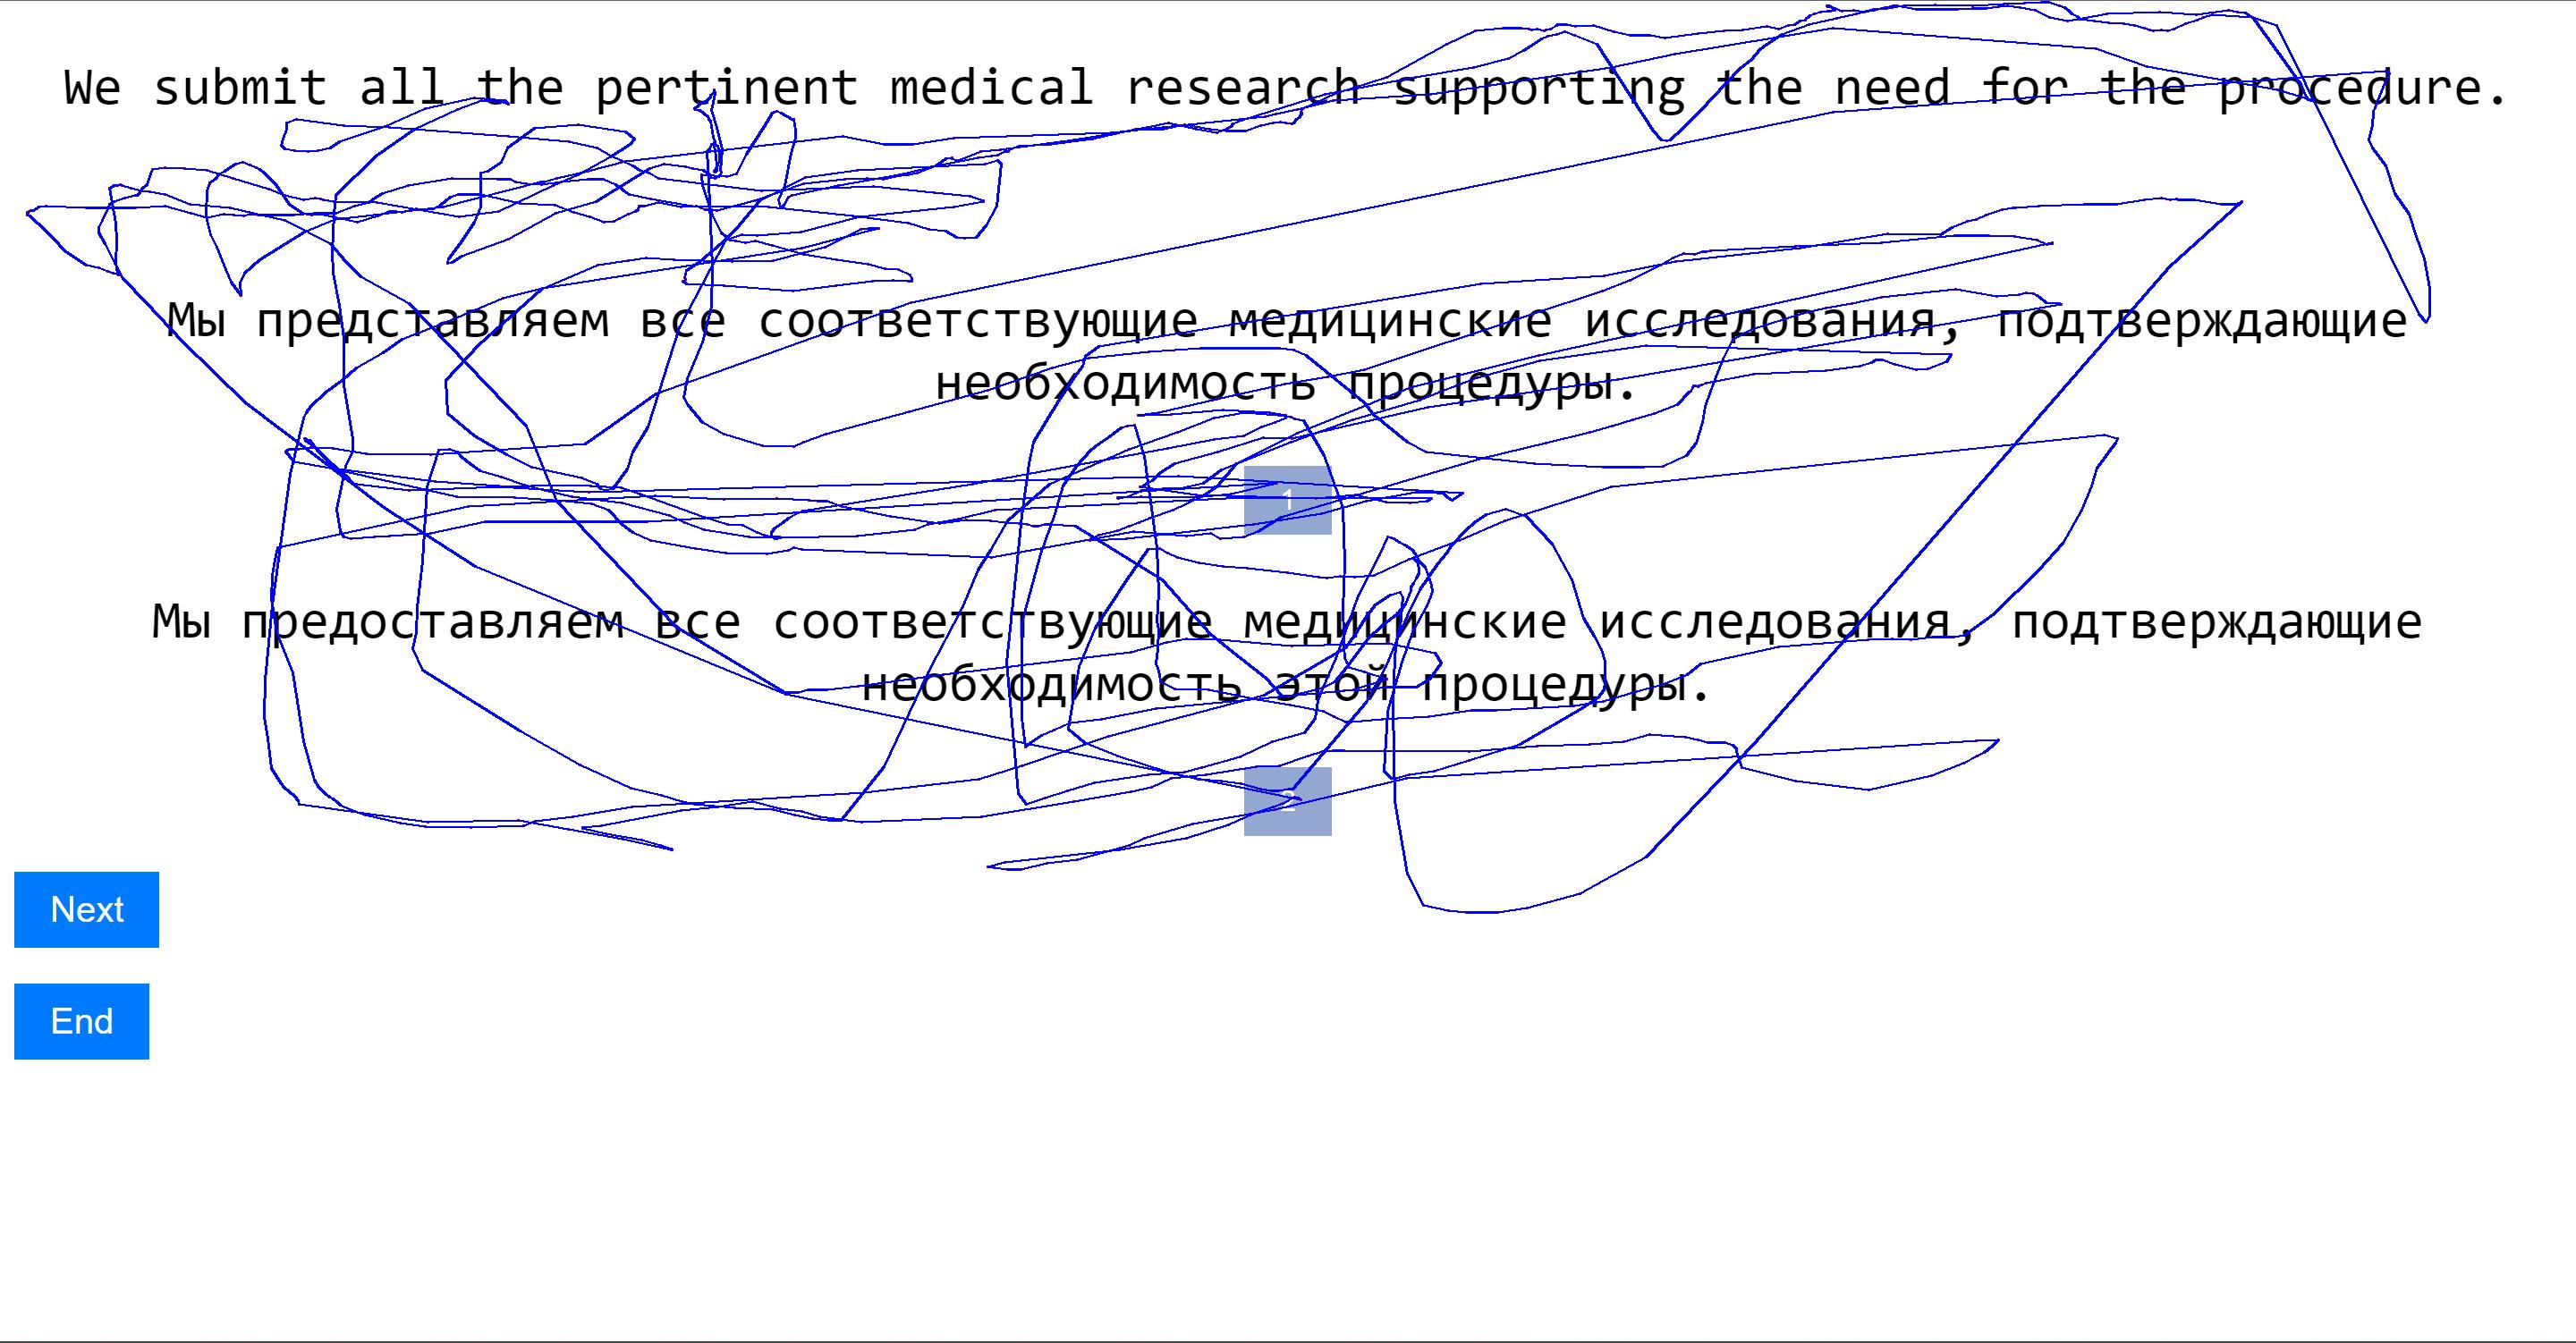 We submit all the pertinent medical research supporting the need for the procedure.
Мы представляем все соответствующие медицинские исследования, подтверждающие
необходимость процедуры.
1
Мы предоставляем все соответствующие медицинские исследования, подтверждающие
необходимость этой процедуры.
2
Next
End